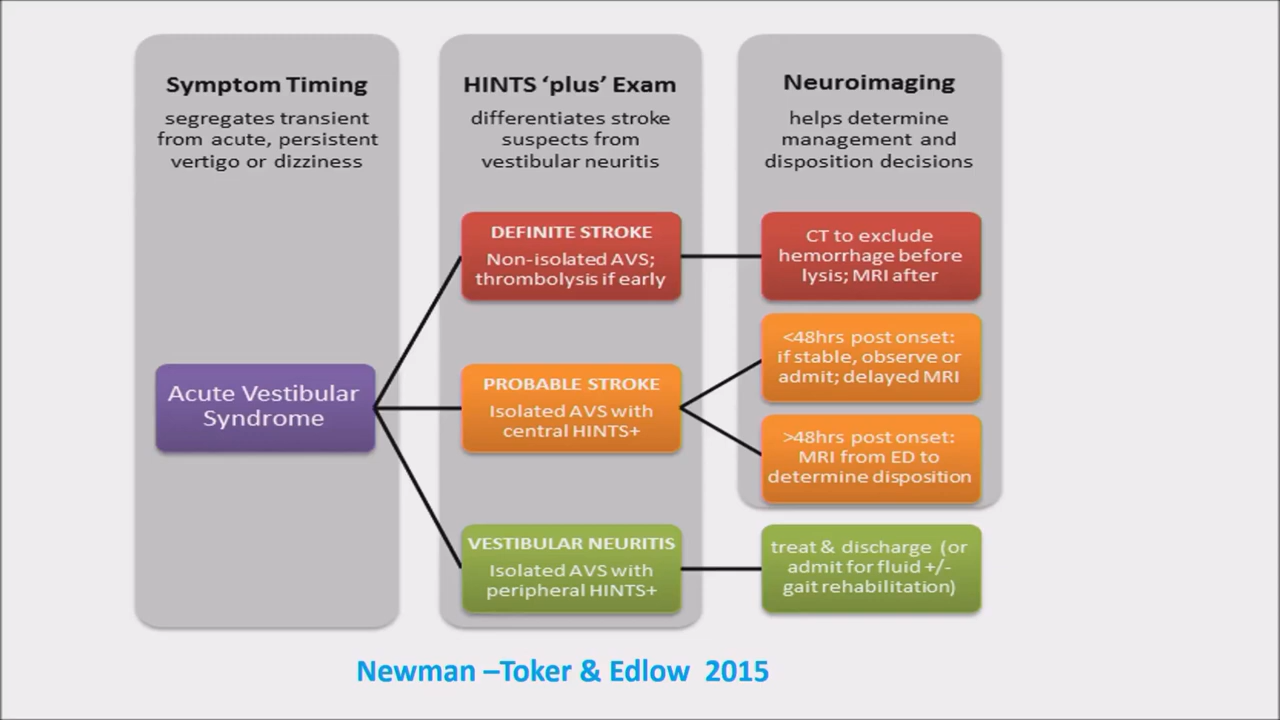 Symptom Timing
segregates transient
from acute, persistent
vertigo or dizziness
Acute Vestibular
Syndrome
HINTS ‘plus’ Exam
differentiates stroke
suspects from
vestibular neuritis
DEFINITE STROKE
Non-isolated AVS;
thrombolysis if early
PROBABLE STROKE
Isolated AVS with
central HINTS+
VESTIBULAR NEURITIS
Isolated AVS with
peripheral HINTS+
Neuroimaging
helps determine
management and
disposition decisions
CT to exclude
hemorrhage before
lysis; MRI after
<48hrs post onset:
if stable, observe or
admit; delayed MRI
>48hrs post onset:
MRI from ED to
determine disposition
treat & discharge (or
admit for fluid +/-
gait rehabilitation)
Newman –Toker & Edlow 2015